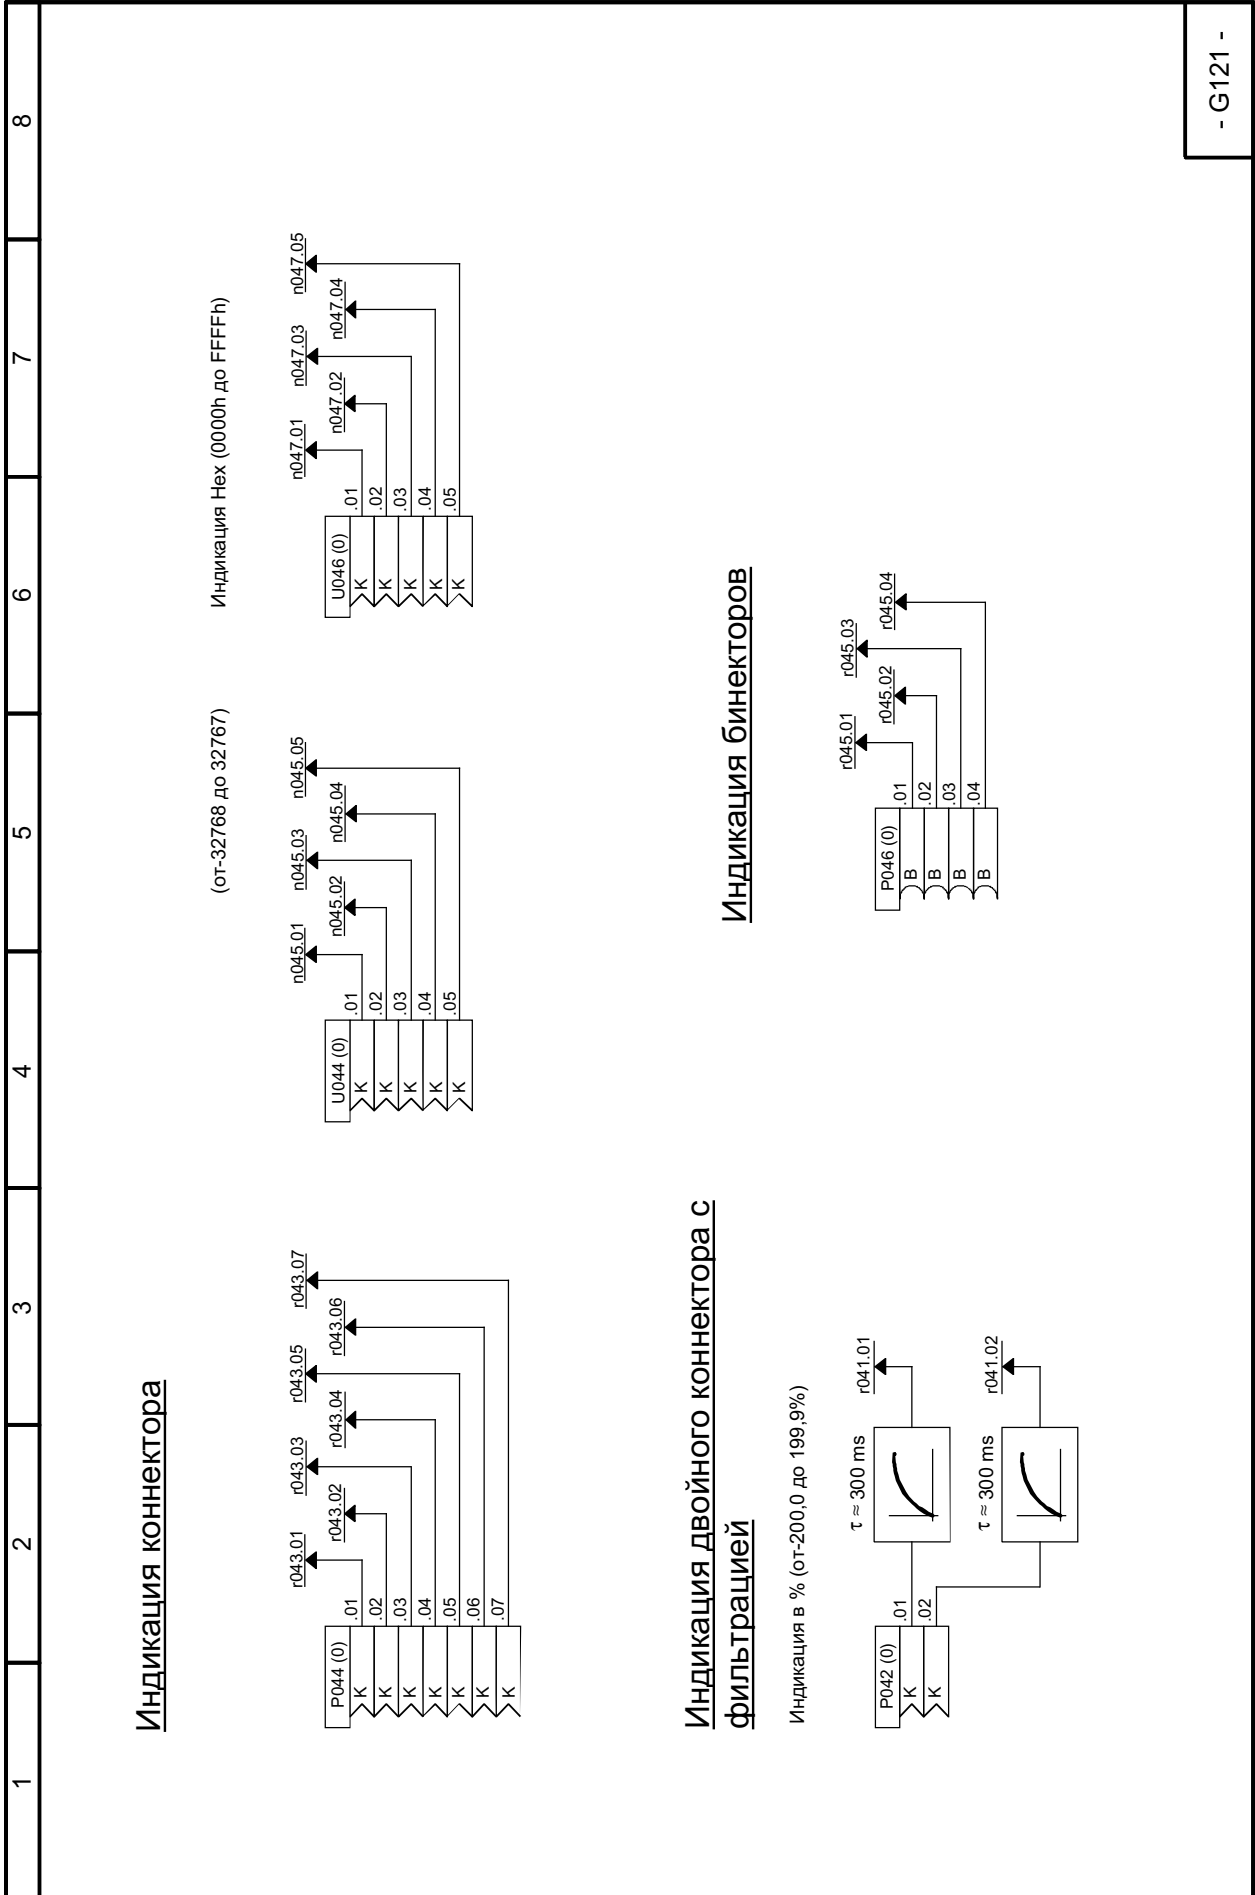 1 2 3 4 5 6 7 8
Индикация коннектора
(от-32768 до 32767)
Индикация Hex (0000h до FFFFh)
r043.01 r043.03 r043.05 r043.07
r043.02 r043.04 r043.06
P044 (0)
K .01
K .02
K .03
K .04
K .05
K .06
K .07
n045.01 n045.03 n045.05
n045.02 n045.04
U044 (0)
K .01
K .02
K .03
K .04
K .05
n047.01 n047.03 n047.05
n047.02 n047.04
U046 (0)
K .01
K .02
K .03
K .04
K .05
Индикация двойного коннектора с
фильтрацией
Индикация в % (от-200,0 до 199,9%)
τ ≈ 300 ms
r041.01
P042 (0)
K .01
K .02
τ ≈ 300 ms
r041.02
Индикация бинекторов
r045.01 r045.03
r045.02 r045.04
P046 (0)
B .01
B .02
B .03
B .04
- G121 -